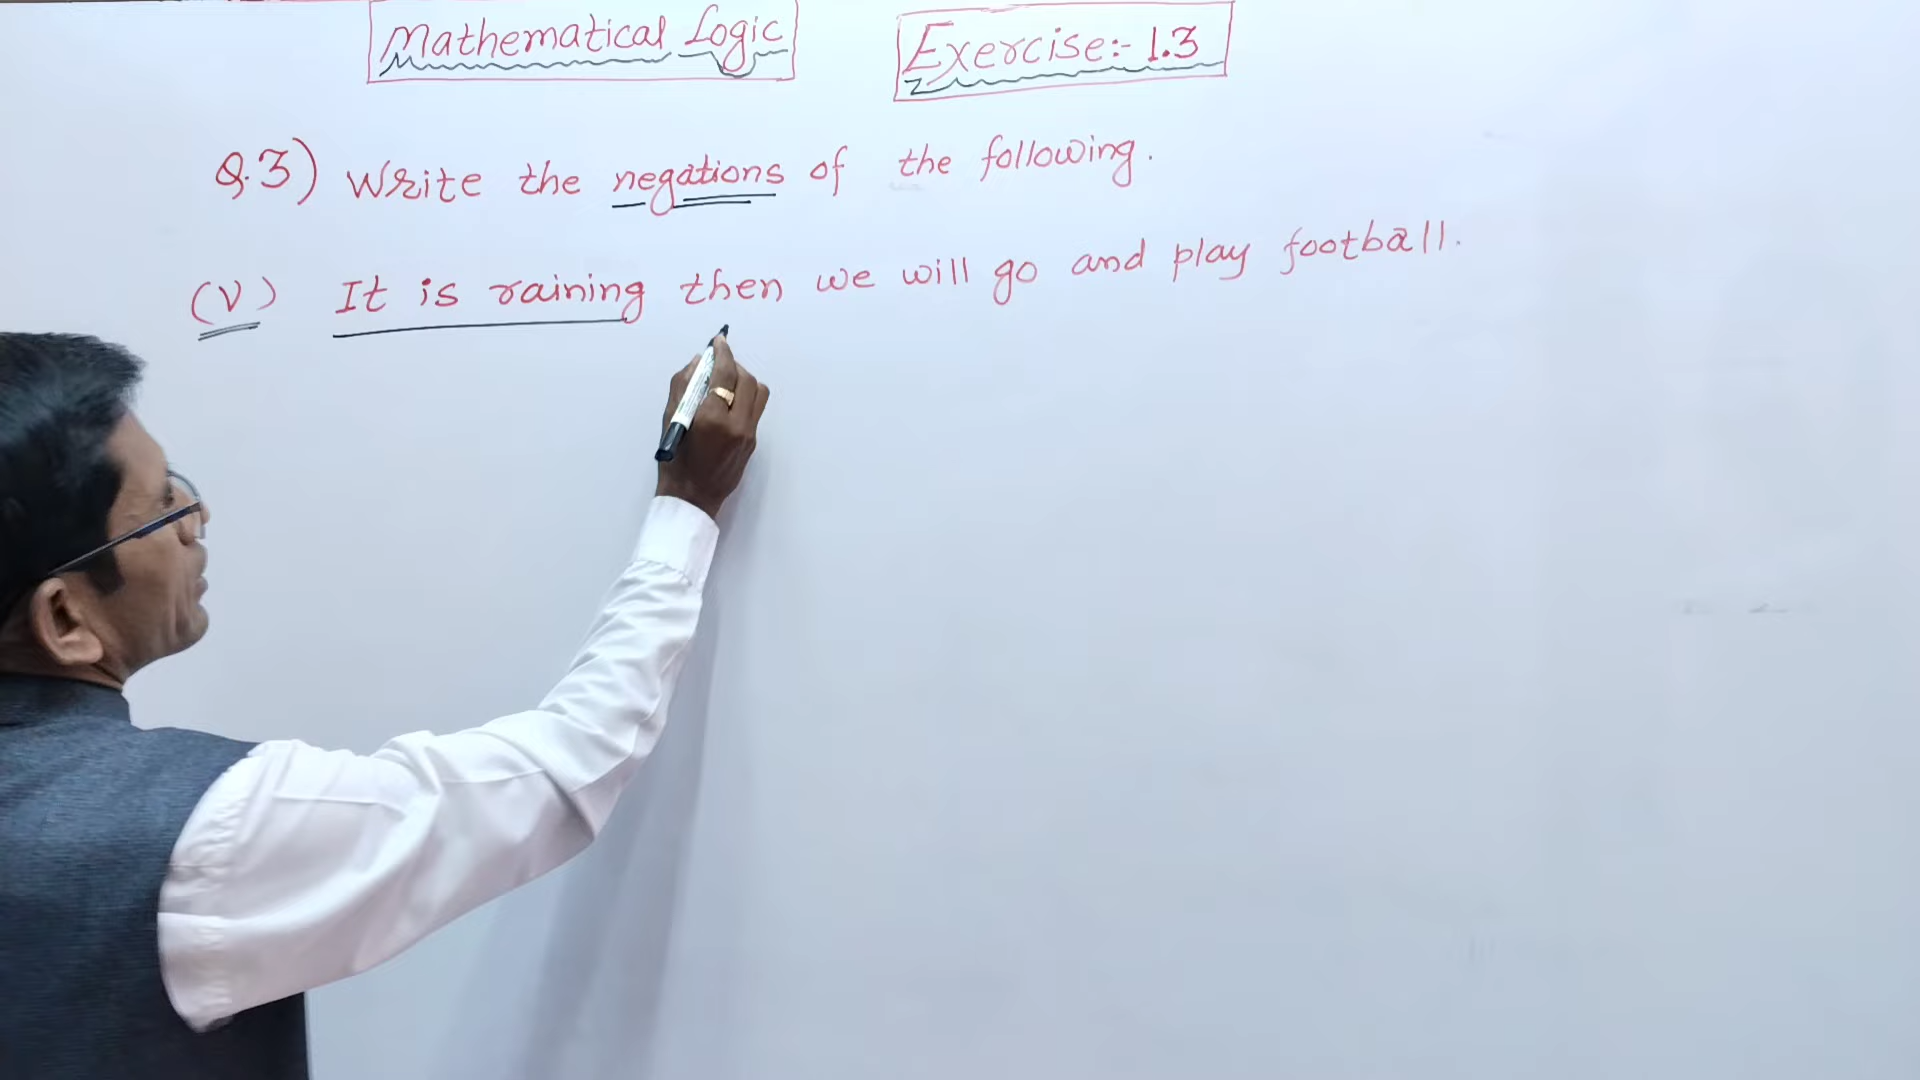 Mathematical Logic Exercise:- 1.3
Q.3) Write the negations of the following.
(V) It is raining then we will go and play football.